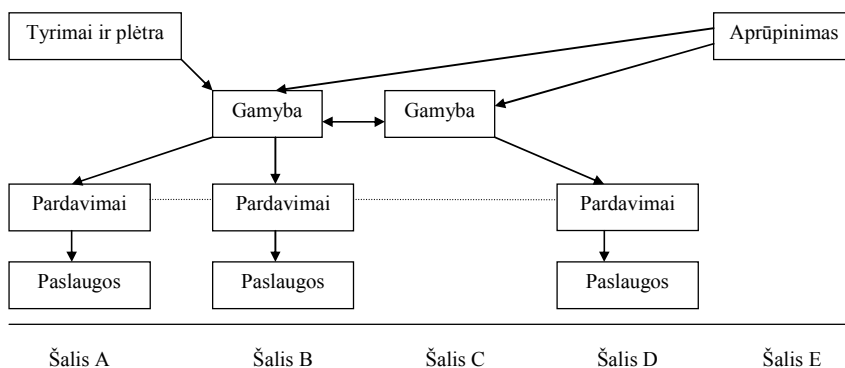 Tyrimai ir plėtra
Aprūpinimas
Gamyba
Gamyba
Pardavimai
Pardavimai
Pardavimai
Paslaugos
Paslaugos
Paslaugos
Šalis A
Šalis B
Šalis C
Šalis D
Šalis E